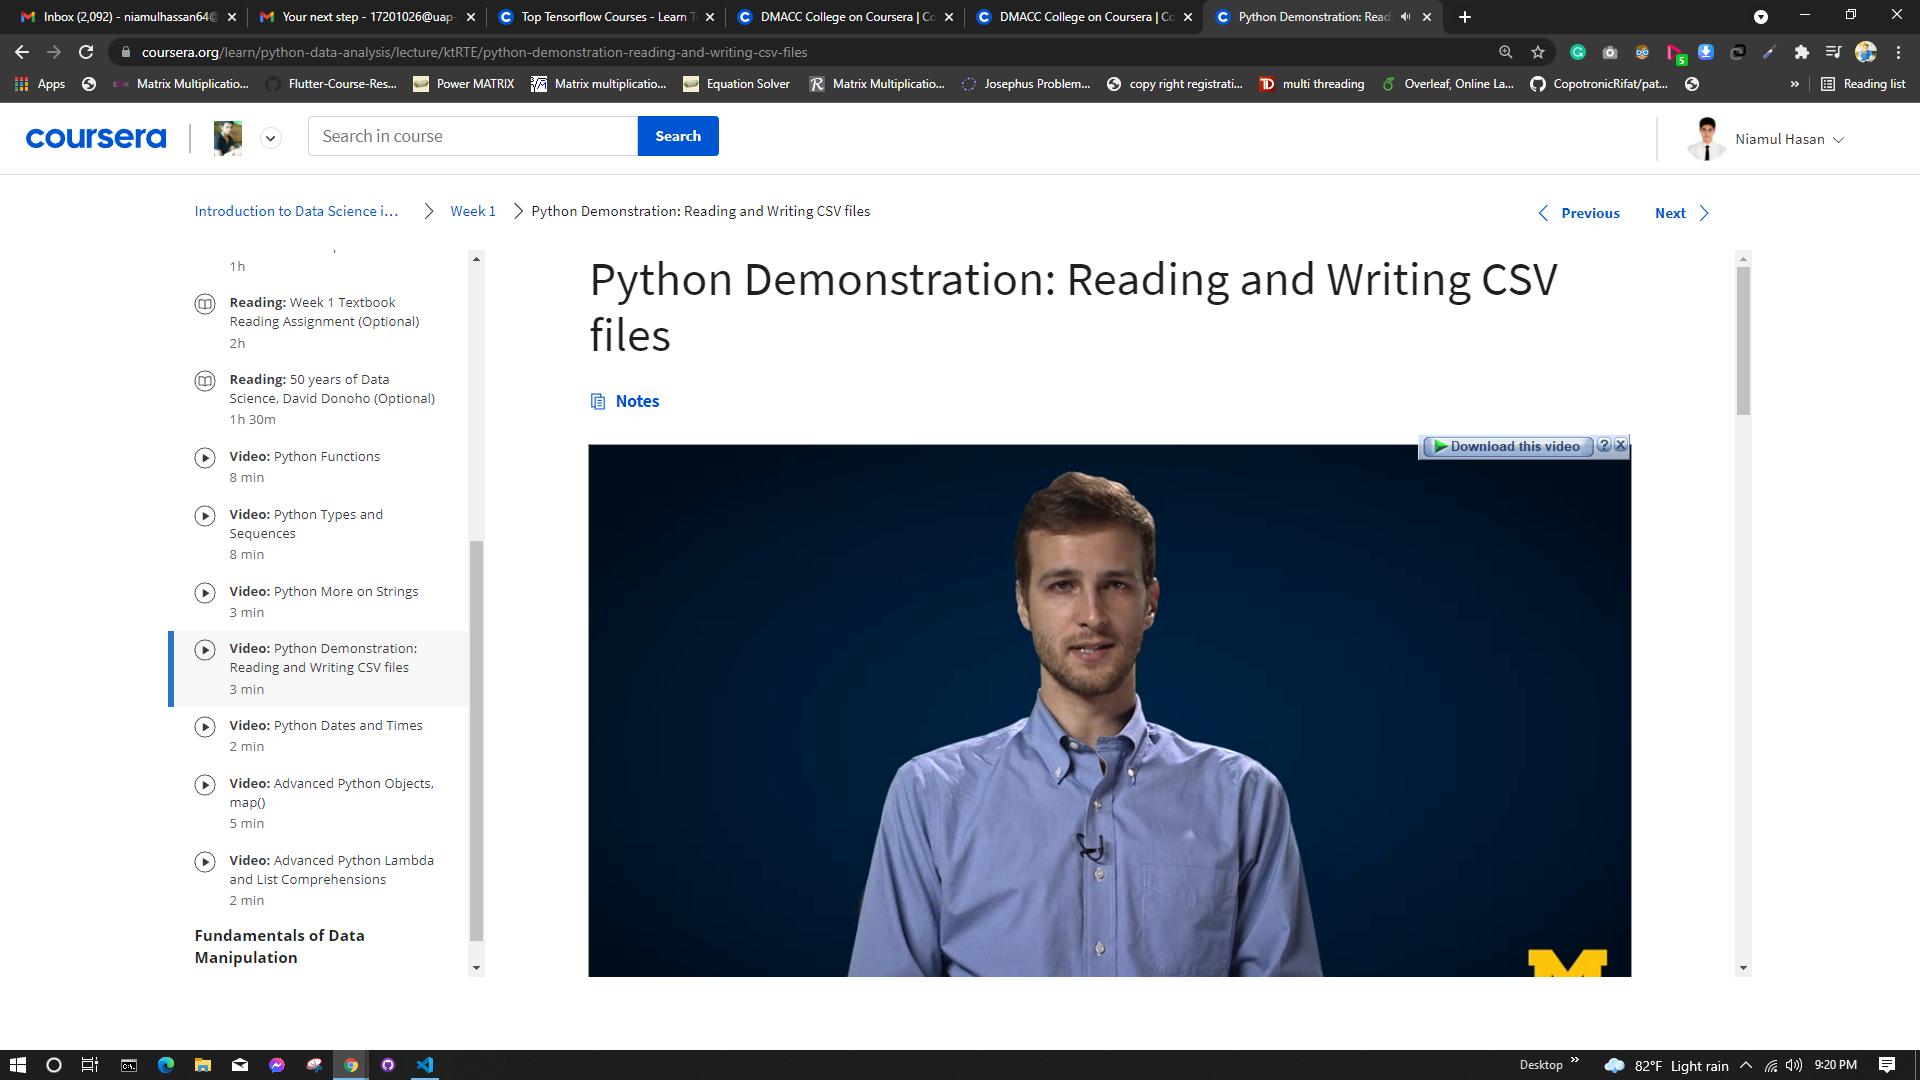 Inbox (2,092) - niamulhassan64@
Your next step - 17201026@uap-
Top Tensorflow Courses - Learn T
DMACC College on Coursera | Co
DMACC College on Coursera | Co
Python Demonstration: Read
coursera.org/learn/python-data-analysis/lecture/ktRTE/python-demonstration-reading-and-writing-csv-files
5
Apps
Matrix Multiplicatio...
Flutter-Course-Res...
Power MATRIX
Matrix multiplicatio...
Equation Solver
Matrix Multiplicatio...
Josephus Problem...
copy right registrati...
multi threading
Overleaf, Online La...
CopotronicRifat/pat...
»
Reading list
coursera
Search in course
Search
Niamul Hasan
Introduction to Data Science i...
Week 1
Python Demonstration: Reading and Writing CSV files
Previous
Next
1h
Reading: Week 1 Textbook
Reading Assignment (Optional)
2h
Reading: 50 years of Data
Science, David Donoho (Optional)
1h 30m
Video: Python Functions
8 min
Video: Python Types and
Sequences
8 min
Video: Python More on Strings
3 min
Video: Python Demonstration:
Reading and Writing CSV files
3 min
Video: Python Dates and Times
2 min
Video: Advanced Python Objects,
map()
5 min
Video: Advanced Python Lambda
and List Comprehensions
2 min
Fundamentals of Data
Manipulation
Python Demonstration: Reading and Writing CSV
files
Notes
Download this video
?
M
Desktop
»
82°F Light rain
9:20 PM